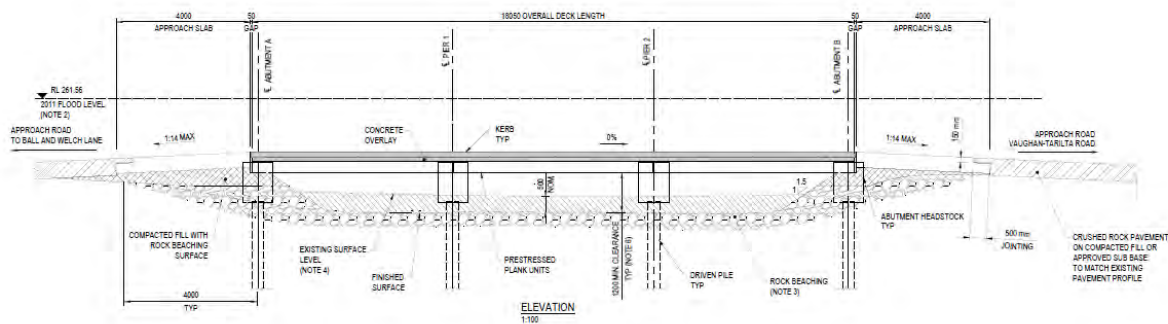 4000
50
18050 OVERALL DECK LENGTH
50
4000
APPROACH SLAB
GAP
GAP
APPROACH SLAB
℄ ABUTMENT A
℄ PIER 1
℄ PIER 2
℄ ABUTMENT B
RL 261.56
2011 FLOOD LEVEL
(NOTE 2)
APPROACH ROAD
TO BALL AND WELCH LANE
1:14 MAX
CONCRETE
OVERLAY
KERB
TYP
0%
1:14 MAX
150 mm
APPROACH ROAD
VAUGHAN-TARILTA ROAD
500
NOM.
1.5
1
COMPACTED FILL WITH
ROCK BEACHING
SURFACE
EXISTING SURFACE
LEVEL
(NOTE 4)
FINISHED
SURFACE
PRESTRESSED
PLANK UNITS
1200 MIN. CLEARANCE
TYP (NOTE 6)
DRIVEN PILE
TYP
ROCK BEACHING
(NOTE 3)
ABUTMENT HEADSTOCK
TYP
500 mm
JOINTING
CRUSHED ROCK PAVEMENT
ON COMPACTED FILL OR
APPROVED SUB BASE
TO MATCH EXISTING
PAVEMENT PROFILE
4000
TYP
ELEVATION
1:100